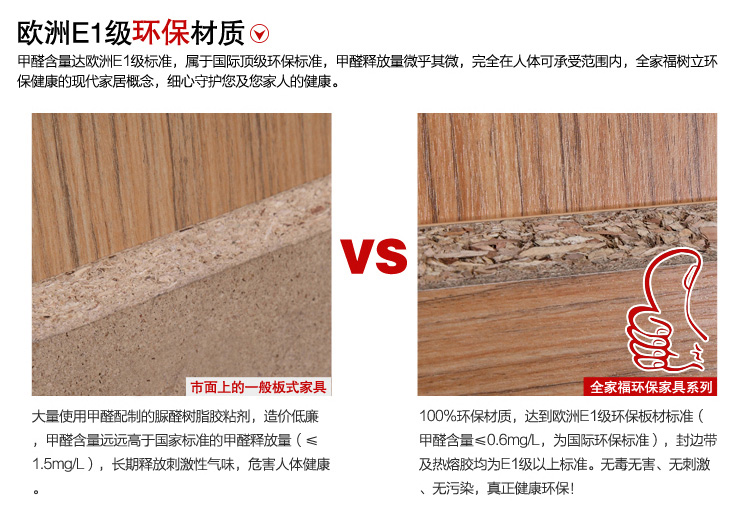 欧洲E1级环保材质
甲醛含量达欧洲E1级标准，属于国际顶级环保标准，甲醛释放量微乎其微，完全在人体可承受范围内，全家福树立环
保健康的现代家居概念，细心守护您及您家人的健康。
VS
市面上的一般板式家具
全家福环保家具系列
大量使用甲醛配制的脲醛树脂胶粘剂，造价低廉
，甲醛含量远远高于国家标准的甲醛释放量（≤
1.5mg/L），长期释放刺激性气味，危害人体健康
。
100%环保材质，达到欧洲E1级环保板材标准（
甲醛含量≤0.6mg/L，为国际环保标准），封边带
及热熔胶均为E1级以上标准。无毒无害、无刺激
、无污染，真正健康环保！